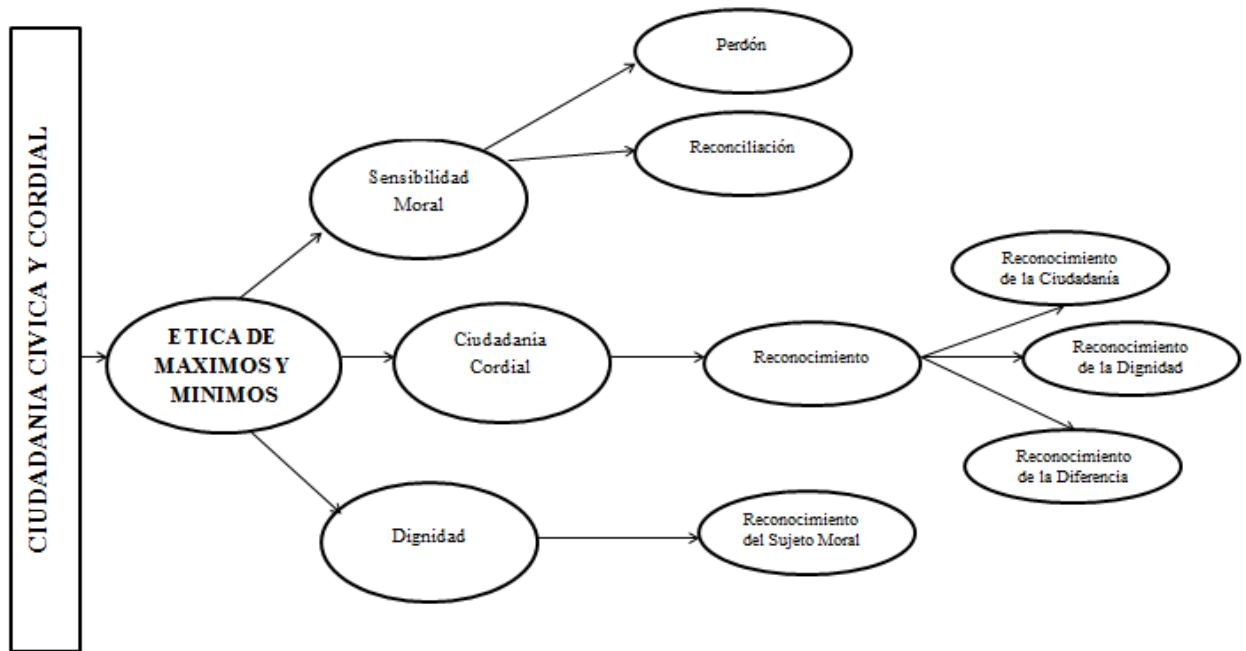 CIUDADANIA CIVICA Y CORDIAL
ETICA DE
MAXIMOS Y
MINIMOS
Sensibilidad
Moral
Perdón
Reconciliación
Ciudadanía
Cordial
Reconocimiento
Reconocimiento
de la Ciudadanía
Reconocimiento
de la Dignidad
Reconocimiento
de la Diferencia
Dignidad
Reconocimiento
del Sujeto Moral